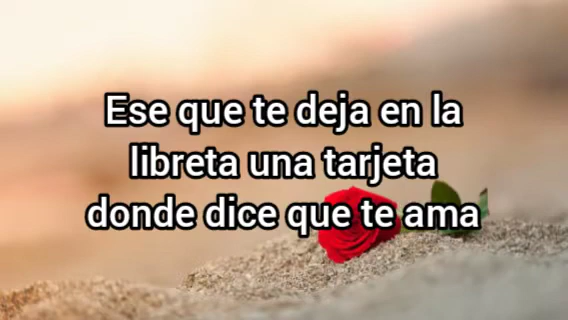 Ese que te deja en la
libreta una tarjeta
donde dice que te ama